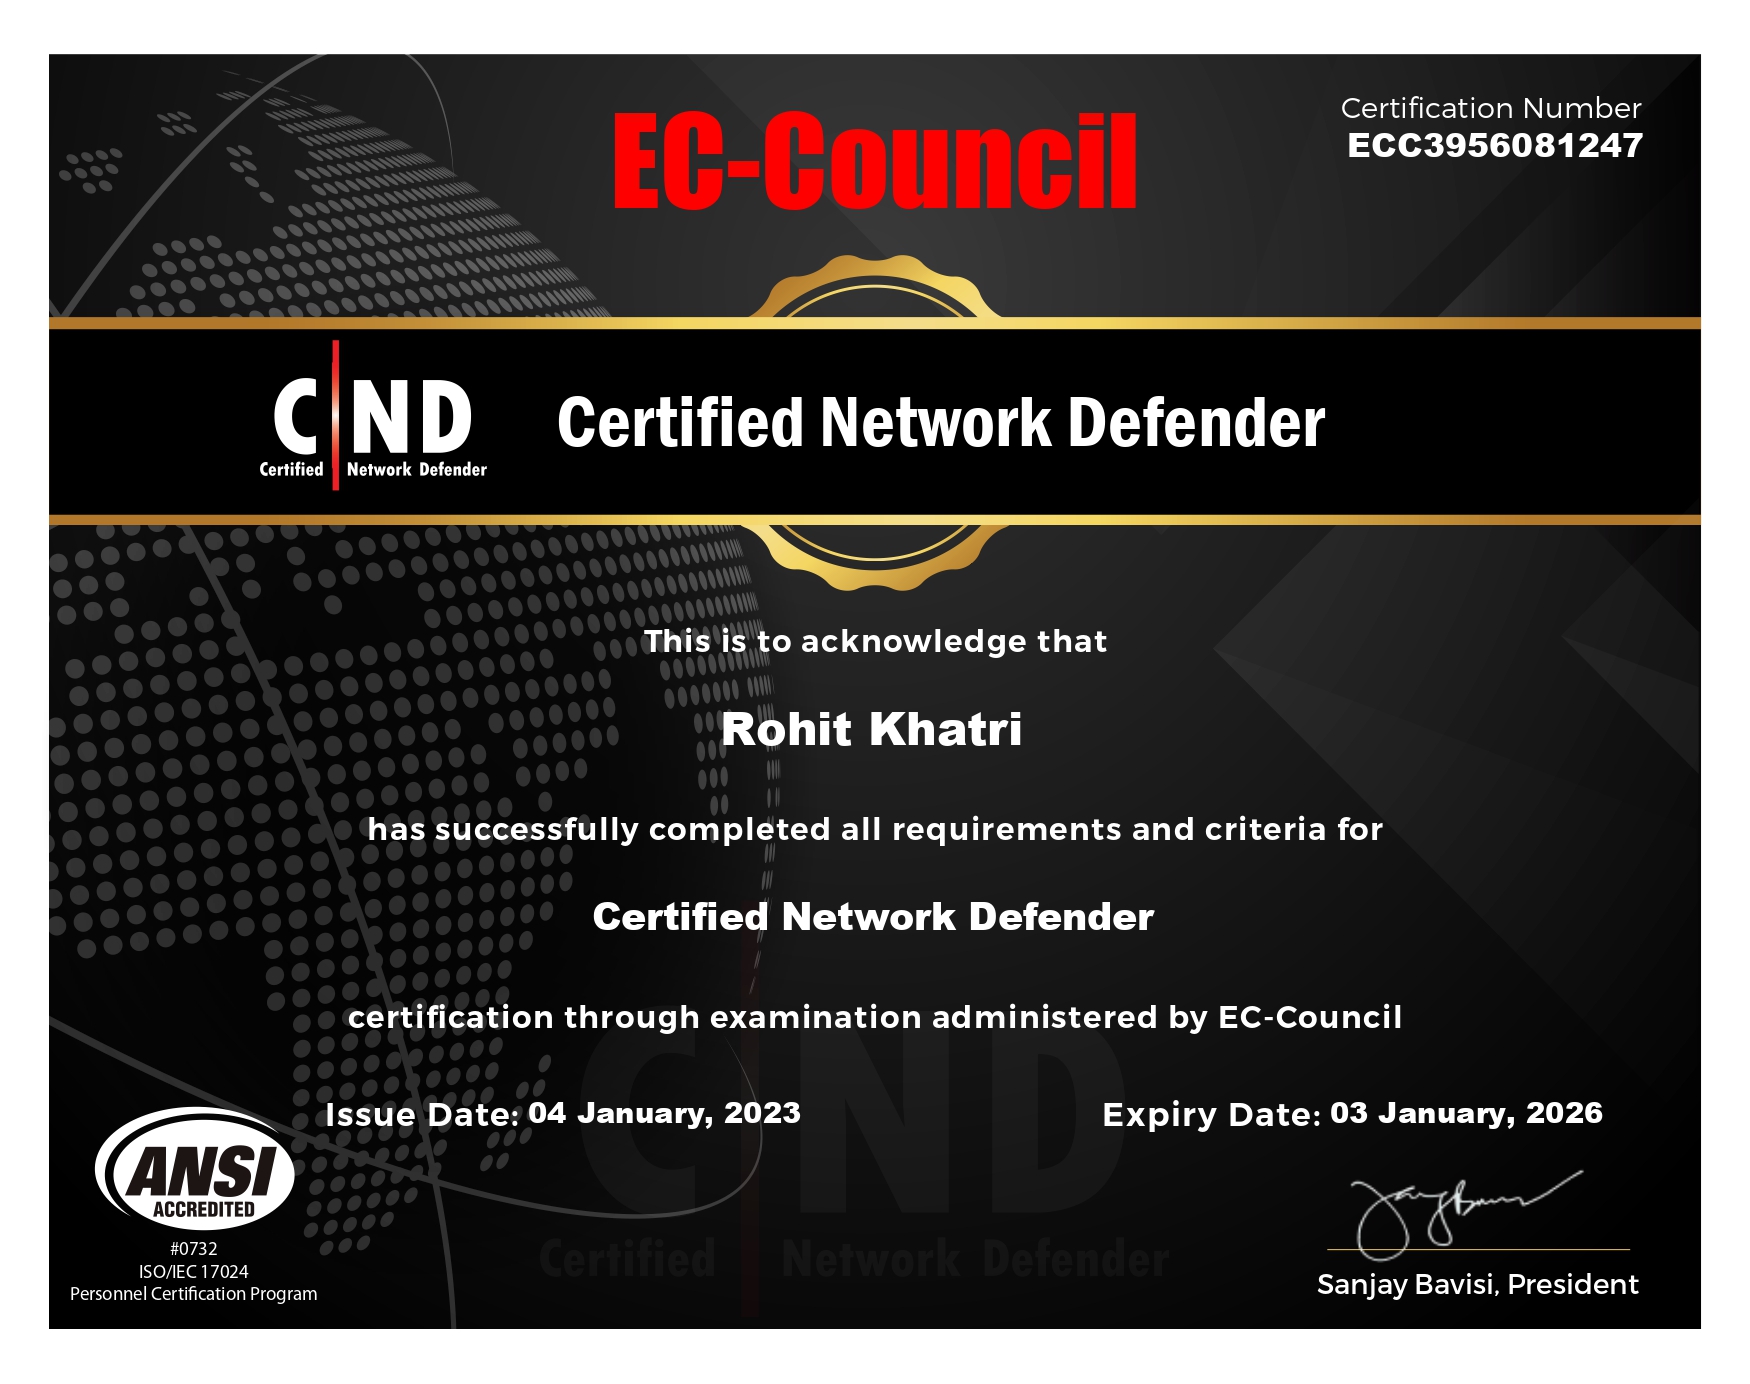 EC-Council
Certification Number
ECC3956081247
C|ND
Certified Network Defender
Certified Network Defender
This is to acknowledge that
Rohit Khatri
has successfully completed all requirements and criteria for
Certified Network Defender
certification through examination administered by EC-Council
Issue Date: 04 January, 2023
Expiry Date: 03 January, 2026
CND
Certified Network Defender
ANSI
ACCREDITED
#0732
ISO/IEC 17024
Personnel Certification Program
Sanjay Bavisi, President